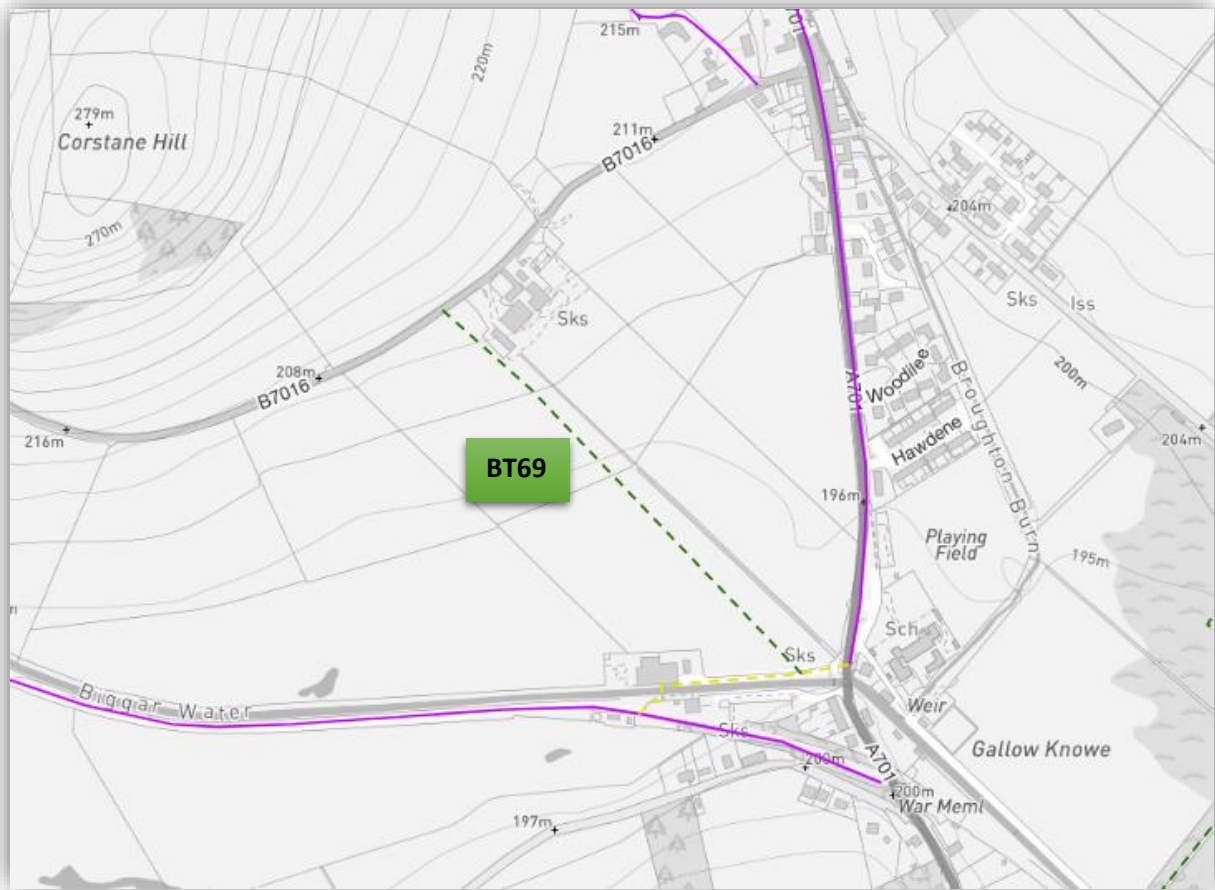 215m
701
220m
279m
Corstane Hill
211m
B7016
204m
270m
Sks
Sks
Iss
208m
B7016
A701
Woodilee
Broughton Burn
200m
216m
Hawdene
204m
BT69
196m
Playing
Field
195m
Sch
Sks
Biggar Water
Weir
Sks
Gallow Knowe
A701
200m
200m
War Meml
197m